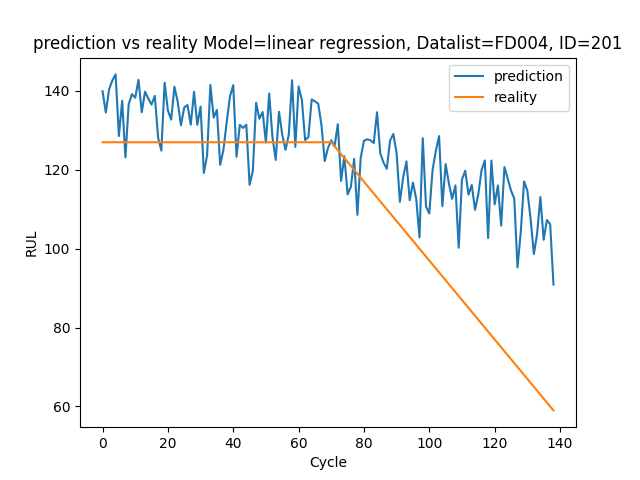 prediction vs reality Model=linear regression, Datalist=FD004, ID=201
prediction
reality
RUL
140
120
100
80
60
0 20 40 60 80 100 120 140
Cycle